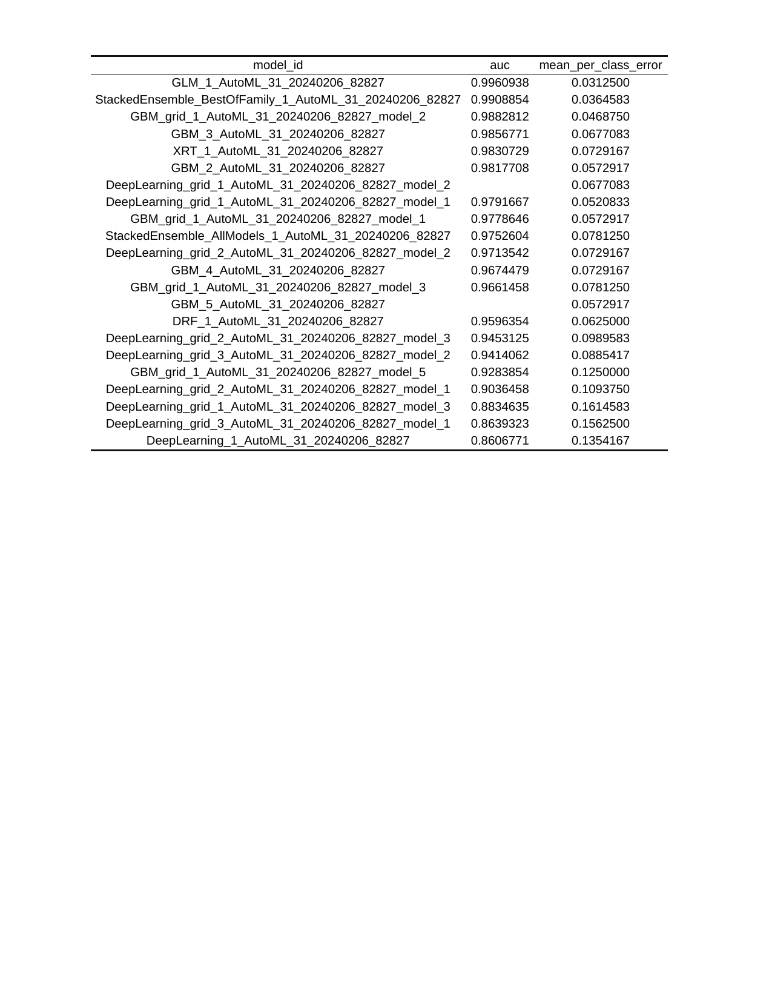 model_id auc mean_per_class_error
GLM_1_AutoML_31_20240206_82827 0.9960938 0.0312500
StackedEnsemble_BestOfFamily_1_AutoML_31_20240206_82827 0.9908854 0.0364583
GBM_grid_1_AutoML_31_20240206_82827_model_2 0.9882812 0.0468750
GBM_3_AutoML_31_20240206_82827 0.9856771 0.0677083
XRT_1_AutoML_31_20240206_82827 0.9830729 0.0729167
GBM_2_AutoML_31_20240206_82827 0.9817708 0.0572917
DeepLearning_grid_1_AutoML_31_20240206_82827_model_2 0.0677083
DeepLearning_grid_1_AutoML_31_20240206_82827_model_1 0.9791667 0.0520833
GBM_grid_1_AutoML_31_20240206_82827_model_1 0.9778646 0.0572917
StackedEnsemble_AllModels_1_AutoML_31_20240206_82827 0.9752604 0.0781250
DeepLearning_grid_2_AutoML_31_20240206_82827_model_2 0.9713542 0.0729167
GBM_4_AutoML_31_20240206_82827 0.9674479 0.0729167
GBM_grid_1_AutoML_31_20240206_82827_model_3 0.9661458 0.0781250
GBM_5_AutoML_31_20240206_82827 0.0572917
DRF_1_AutoML_31_20240206_82827 0.9596354 0.0625000
DeepLearning_grid_2_AutoML_31_20240206_82827_model_3 0.9453125 0.0989583
DeepLearning_grid_3_AutoML_31_20240206_82827_model_2 0.9414062 0.0885417
GBM_grid_1_AutoML_31_20240206_82827_model_5 0.9283854 0.1250000
DeepLearning_grid_2_AutoML_31_20240206_82827_model_1 0.9036458 0.1093750
DeepLearning_grid_1_AutoML_31_20240206_82827_model_3 0.8834635 0.1614583
DeepLearning_grid_3_AutoML_31_20240206_82827_model_1 0.8639323 0.1562500
DeepLearning_1_AutoML_31_20240206_82827 0.8606771 0.1354167